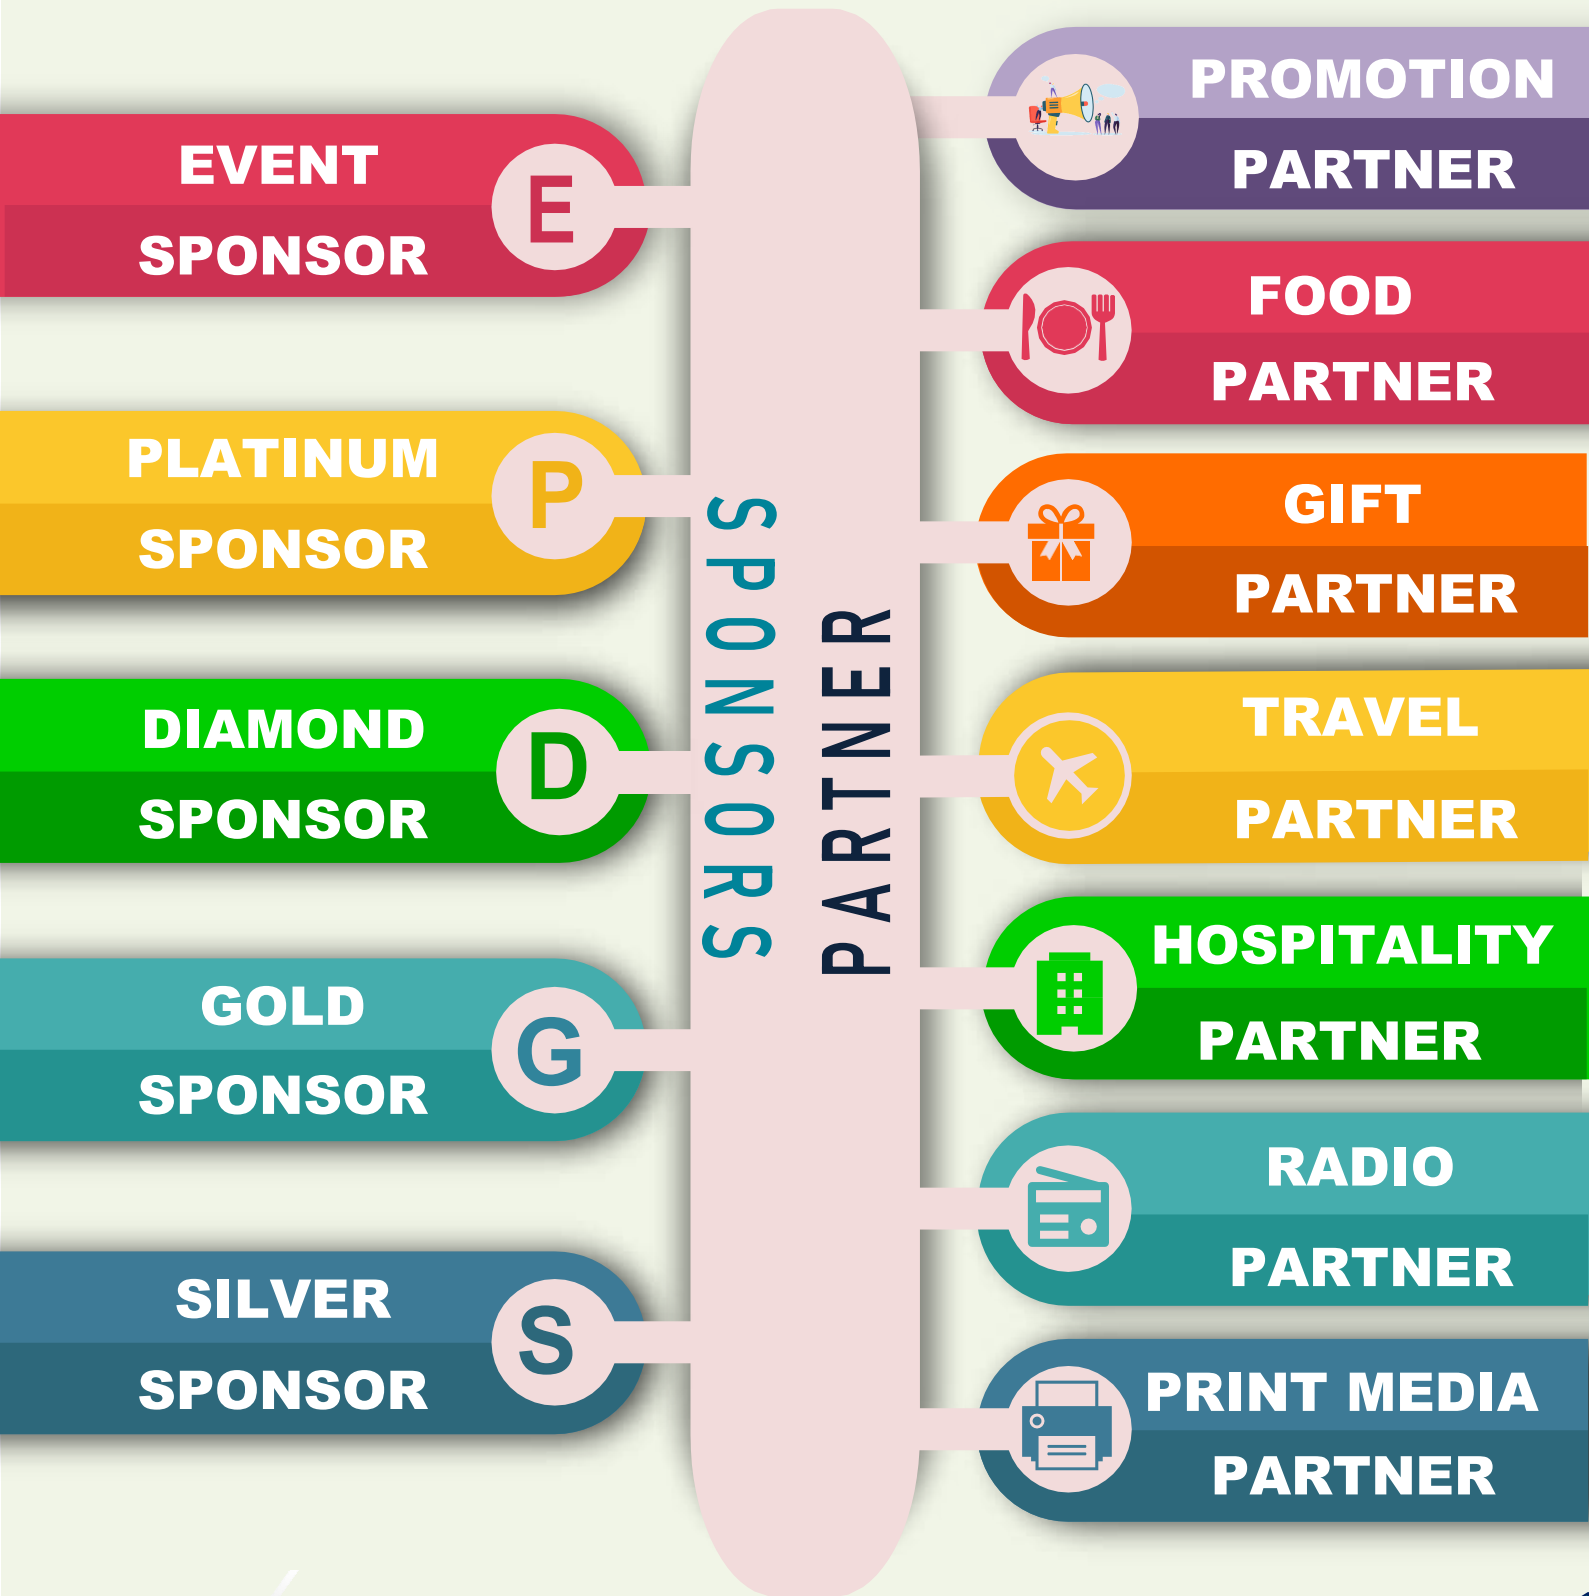 EVENT
SPONSOR
E
PLATINUM
SPONSOR
P
DIAMOND
SPONSOR
D
GOLD
SPONSOR
G
SILVER
SPONSOR
S
SPONSORS
PARTNER
PROMOTION
PARTNER
FOOD
PARTNER
GIFT
PARTNER
TRAVEL
PARTNER
HOSPITALITY
PARTNER
RADIO
PARTNER
PRINT MEDIA
PARTNER